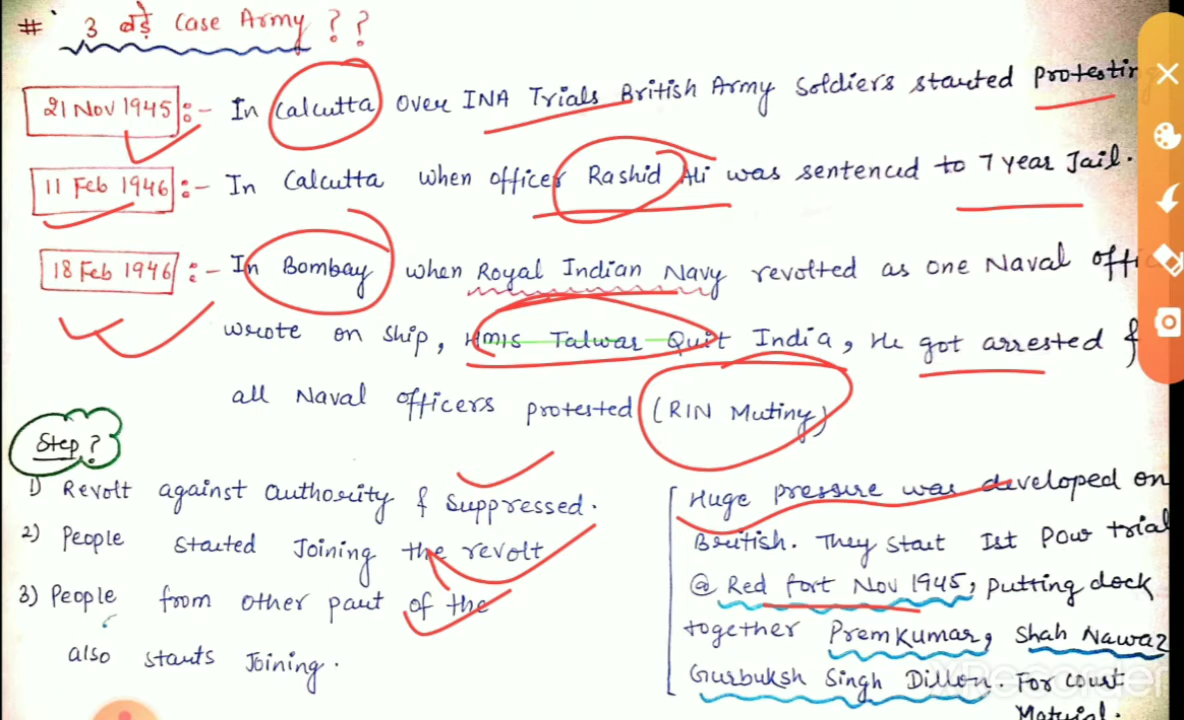 # 3 बड़े Case Army ??
21 Nov 1945 :- In Calcutta over INA Trials British Army Soldiers started Protestin
11 Feb 1946 :- In Calcutta when officer Rashid Ali was sentenced to 7 year Jail.
18 Feb 1946 :- In Bombay when Royal Indian Navy revolted as one Naval offi
wrote on ship, HMIS Talwar Quit India, He got arrested &
all Naval officers protested (RIN Mutiny)
Step ?
1) Revolt against authority & Suppressed.
2) People started Joining the revolt
3) People from other part of the
also starts Joining.
Huge pressure was developed on
British. They start Ist Pow trial
@ Red fort Nov 1945, putting dock
together PremKumar, Shah Nawaz
Gurbuksh Singh Dillon. For court
Matuial.
XRecorder